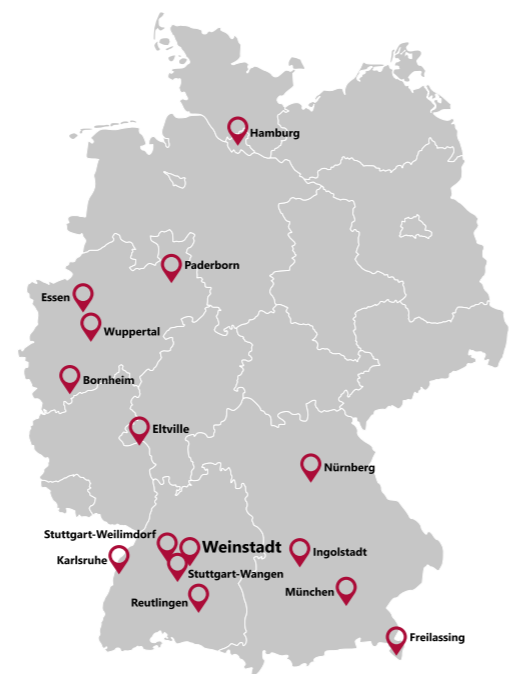 Hamburg
Paderborn
Essen
Wuppertal
Bornheim
Eltville
Nürnberg
Stuttgart-Weilimdorf
Weinstadt
Karlsruhe
Ingolstadt
Stuttgart-Wangen
München
Reutlingen
Freilassing